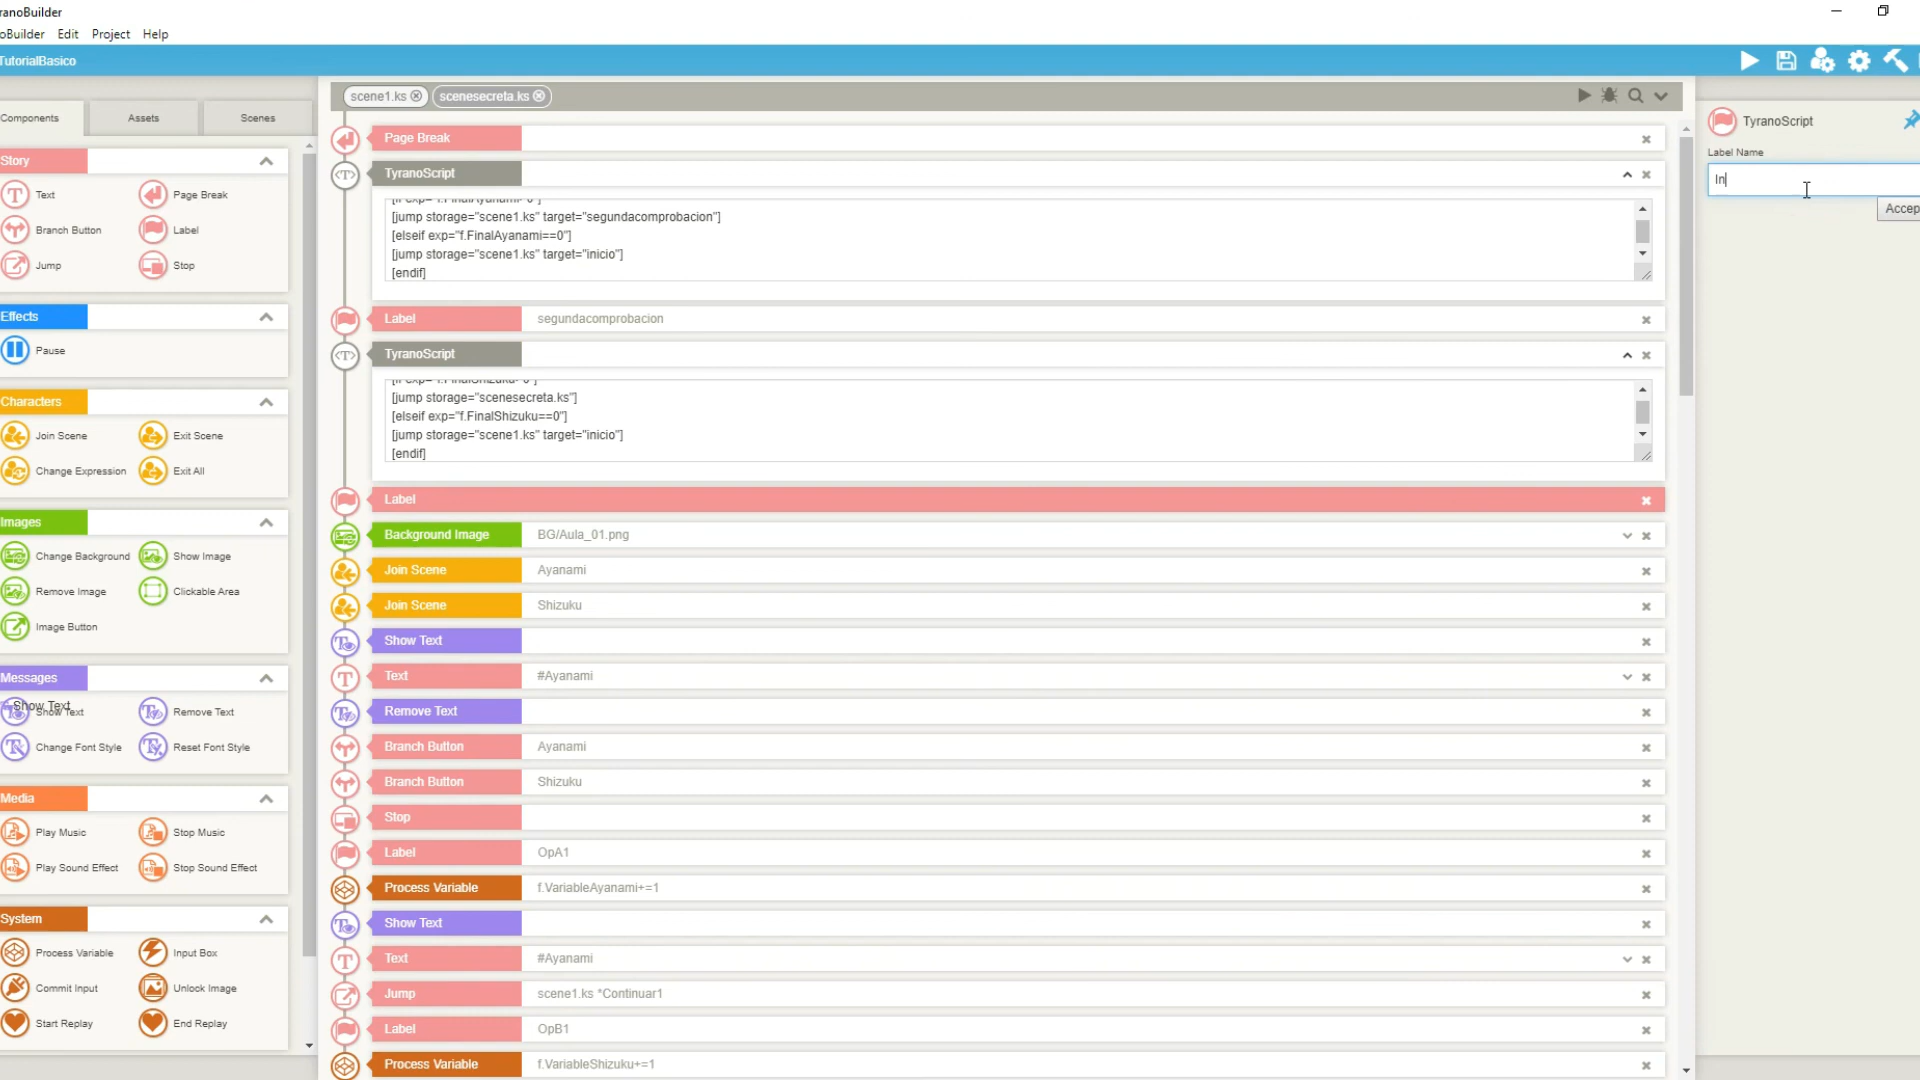 ranoBuilder
oBuilder Edit Project Help
TutorialBasico
Components Assets Scenes
Story
Text Page Break
Branch Button Label
Jump Stop
Effects
Pause
Characters
Join Scene Exit Scene
Change Expression Exit All
Images
Change Background Show Image
Remove Image Clickable Area
Image Button
Messages
Show Text
Show Text Remove Text
Change Font Style Reset Font Style
Media
Play Music Stop Music
Play Sound Effect Stop Sound Effect
System
Process Variable Input Box
Commit Input Unlock Image
Start Replay End Replay
scene1.ks scenesecreta.ks
Page Break
TyranoScript
[jump storage="scene1.ks" target="segundacomprobacion"]
[elseif exp="f.FinalAyanami==0"]
[jump storage="scene1.ks" target="inicio"]
[endif]
Label segundacomprobacion
TyranoScript
[jump storage="scenesecreta.ks"]
[elseif exp="f.FinalShizuku==0"]
[jump storage="scene1.ks" target="inicio"]
[endif]
Label
Background Image BG/Aula_01.png
Join Scene Ayanami
Join Scene Shizuku
Show Text
Text #Ayanami
Remove Text
Branch Button Ayanami
Branch Button Shizuku
Stop
Label OpA1
Process Variable f.VariableAyanami+=1
Show Text
Text #Ayanami
Jump scene1.ks *Continuar1
Label OpB1
Process Variable f.VariableShizuku+=1
TyranoScript
Label Name
In
Accep